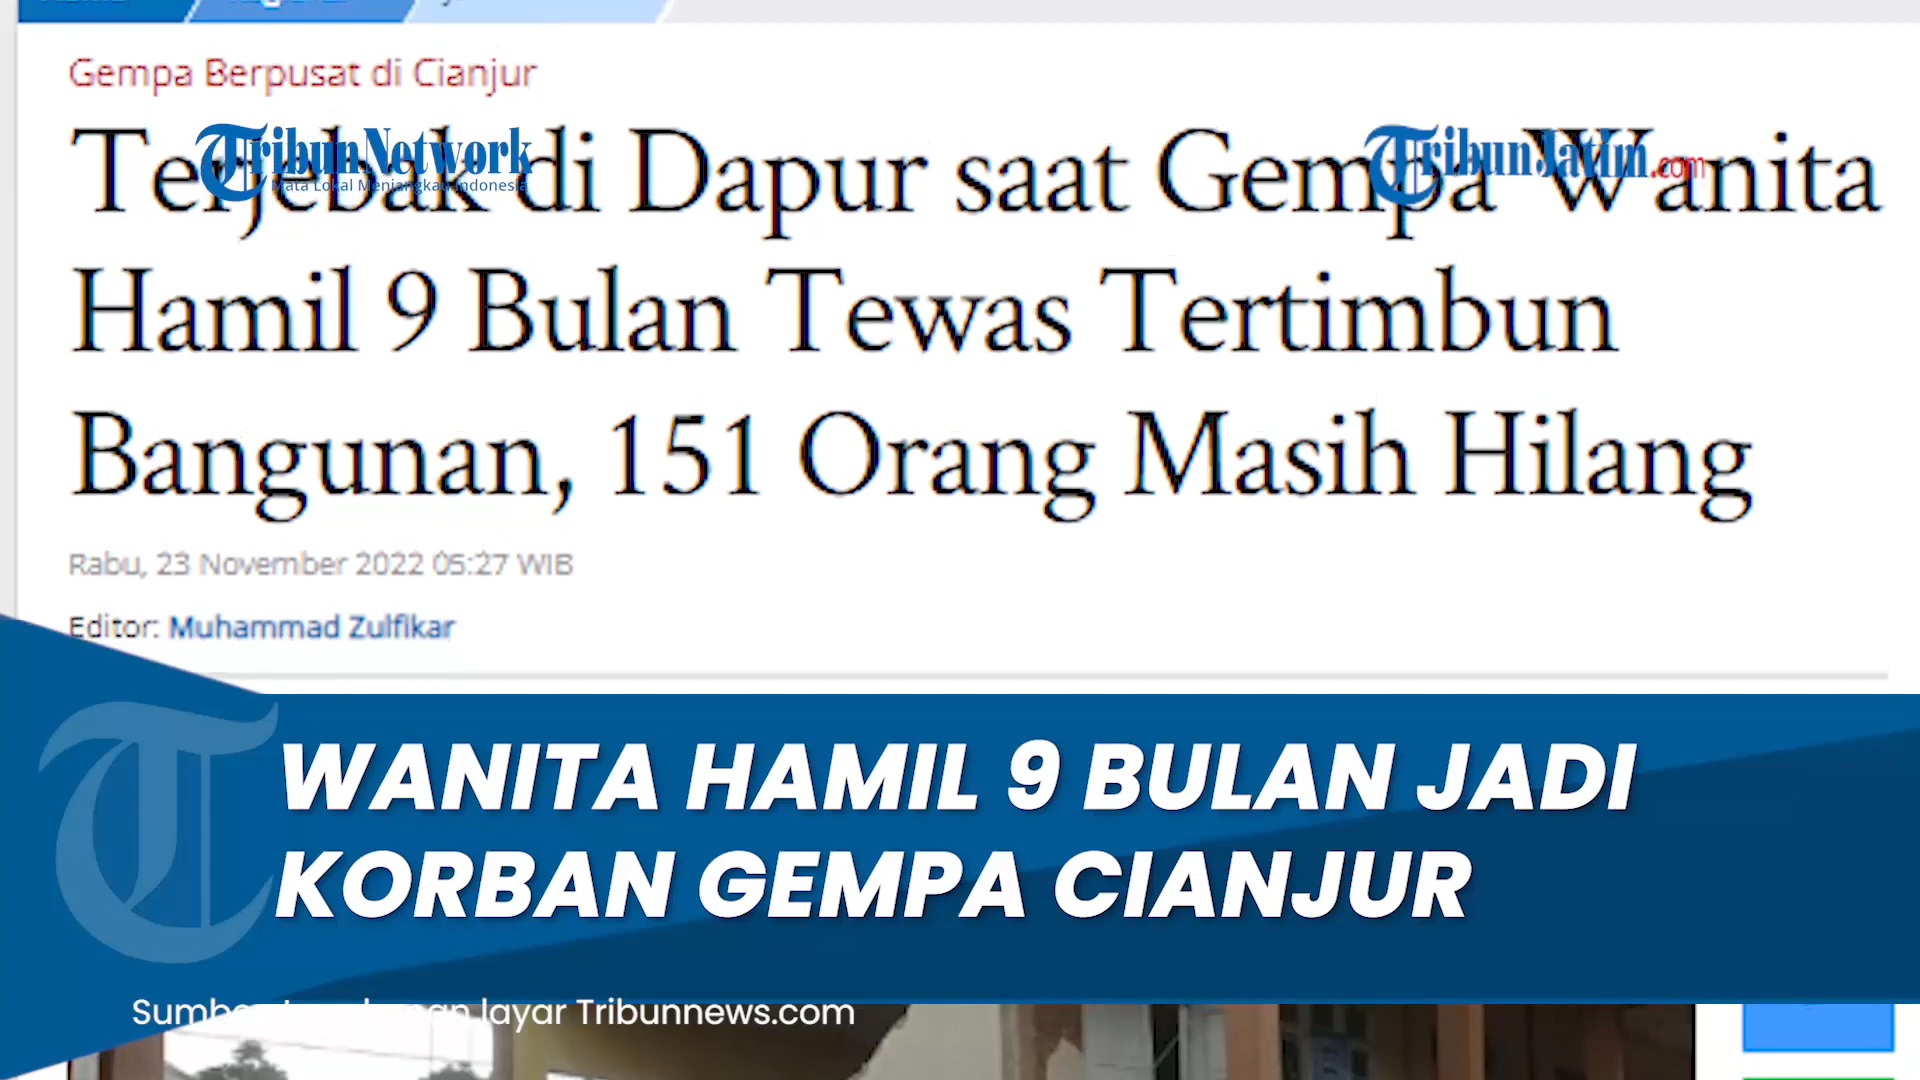 Gempa Berpusat di Cianjur
TribunNetwork
Mata Lokal Menjangkau Indonesia
TribunJatim.com
Terjebak di Dapur saat Gempa Wanita
Hamil 9 Bulan Tewas Tertimbun
Bangunan, 151 Orang Masih Hilang
Rabu, 23 November 2022 05:27 WIB
Editor: Muhammad Zulfikar
WANITA HAMIL 9 BULAN JADI
KORBAN GEMPA CIANJUR
layar Tribunnews.com